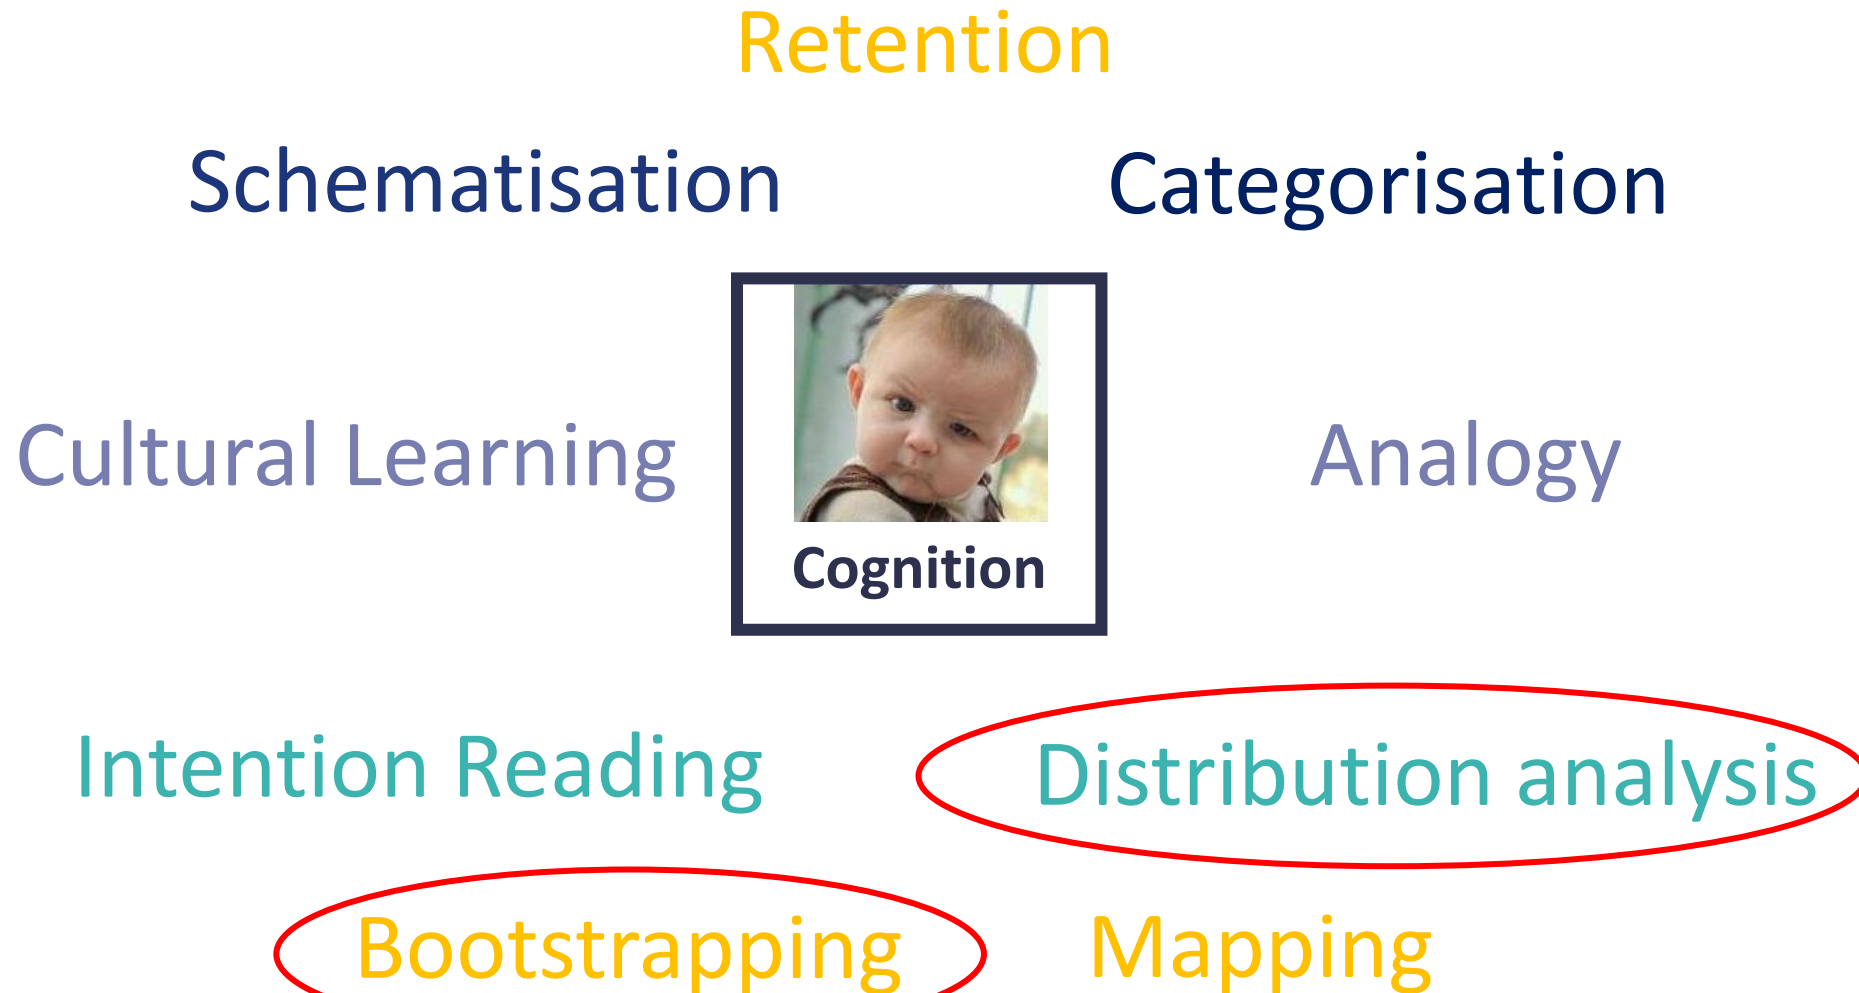 Retention
Schematisation
Categorisation
Cultural Learning
Analogy
Cognition
Intention Reading
Distribution analysis
Bootstrapping
Mapping